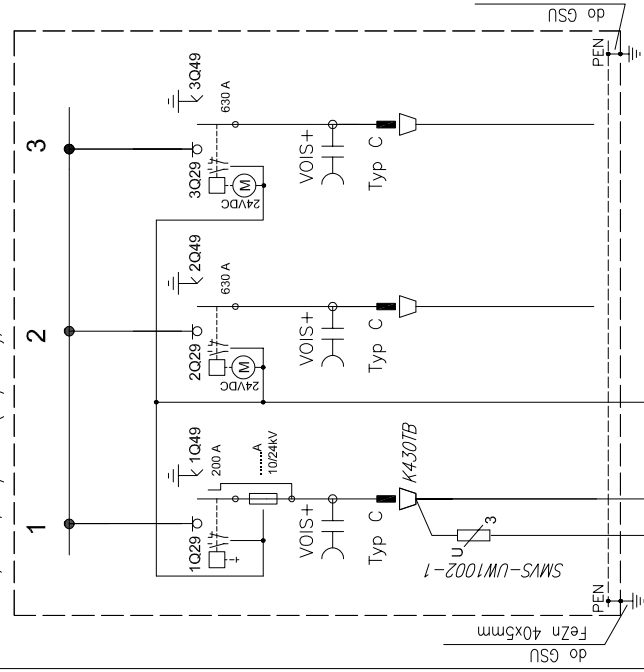 1
2
3
1Q29
1Q49
200 A
........A
10/24kV
VOIS+
Typ C
K430TB
U
3
SMVS-UW1002-1
2Q29
2Q49
630 A
M
24VDC
VOIS+
Typ C
3Q29
3Q49
630 A
M
24VDC
VOIS+
Typ C
PEN
PEN
do GSU
FeZn 40x5mm
do GSU